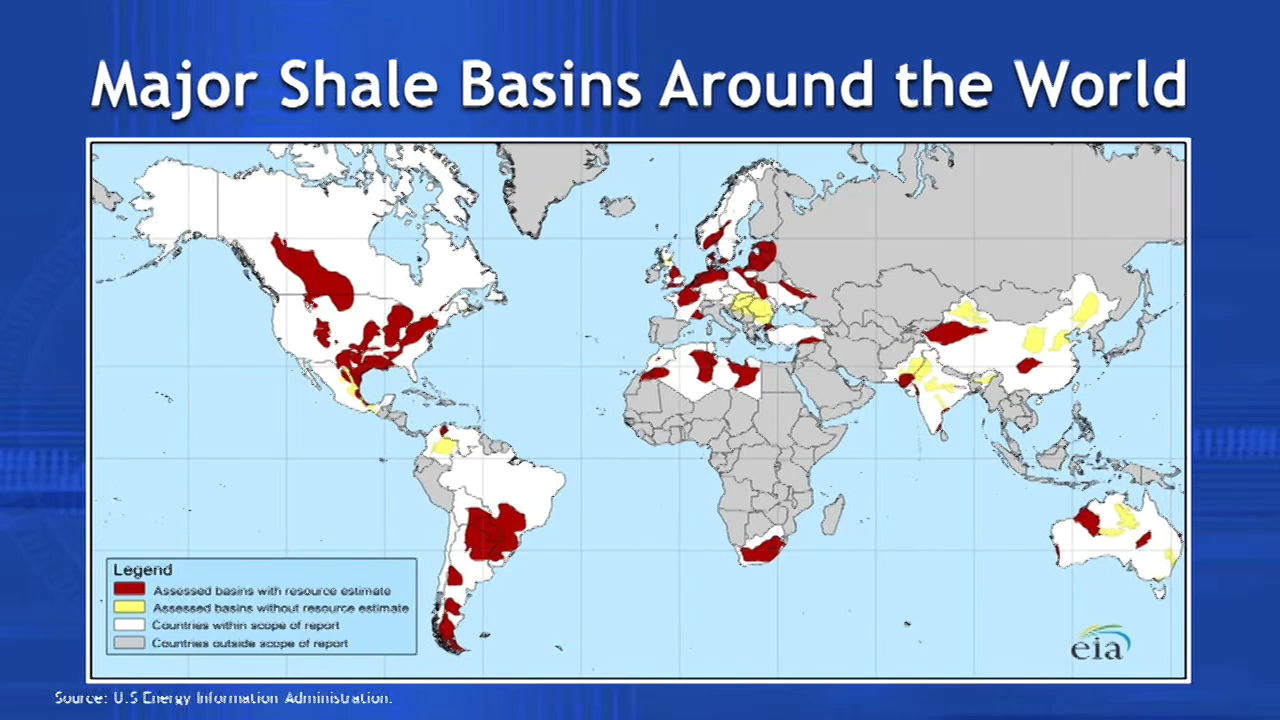 Major Shale Basins Around the World
Legend
Assessed basins with resource estimate
Assessed basins without resource estimate
Countries within scope of report
Countries outside scope of report
eia
Source: U.S Energy Information Administration.